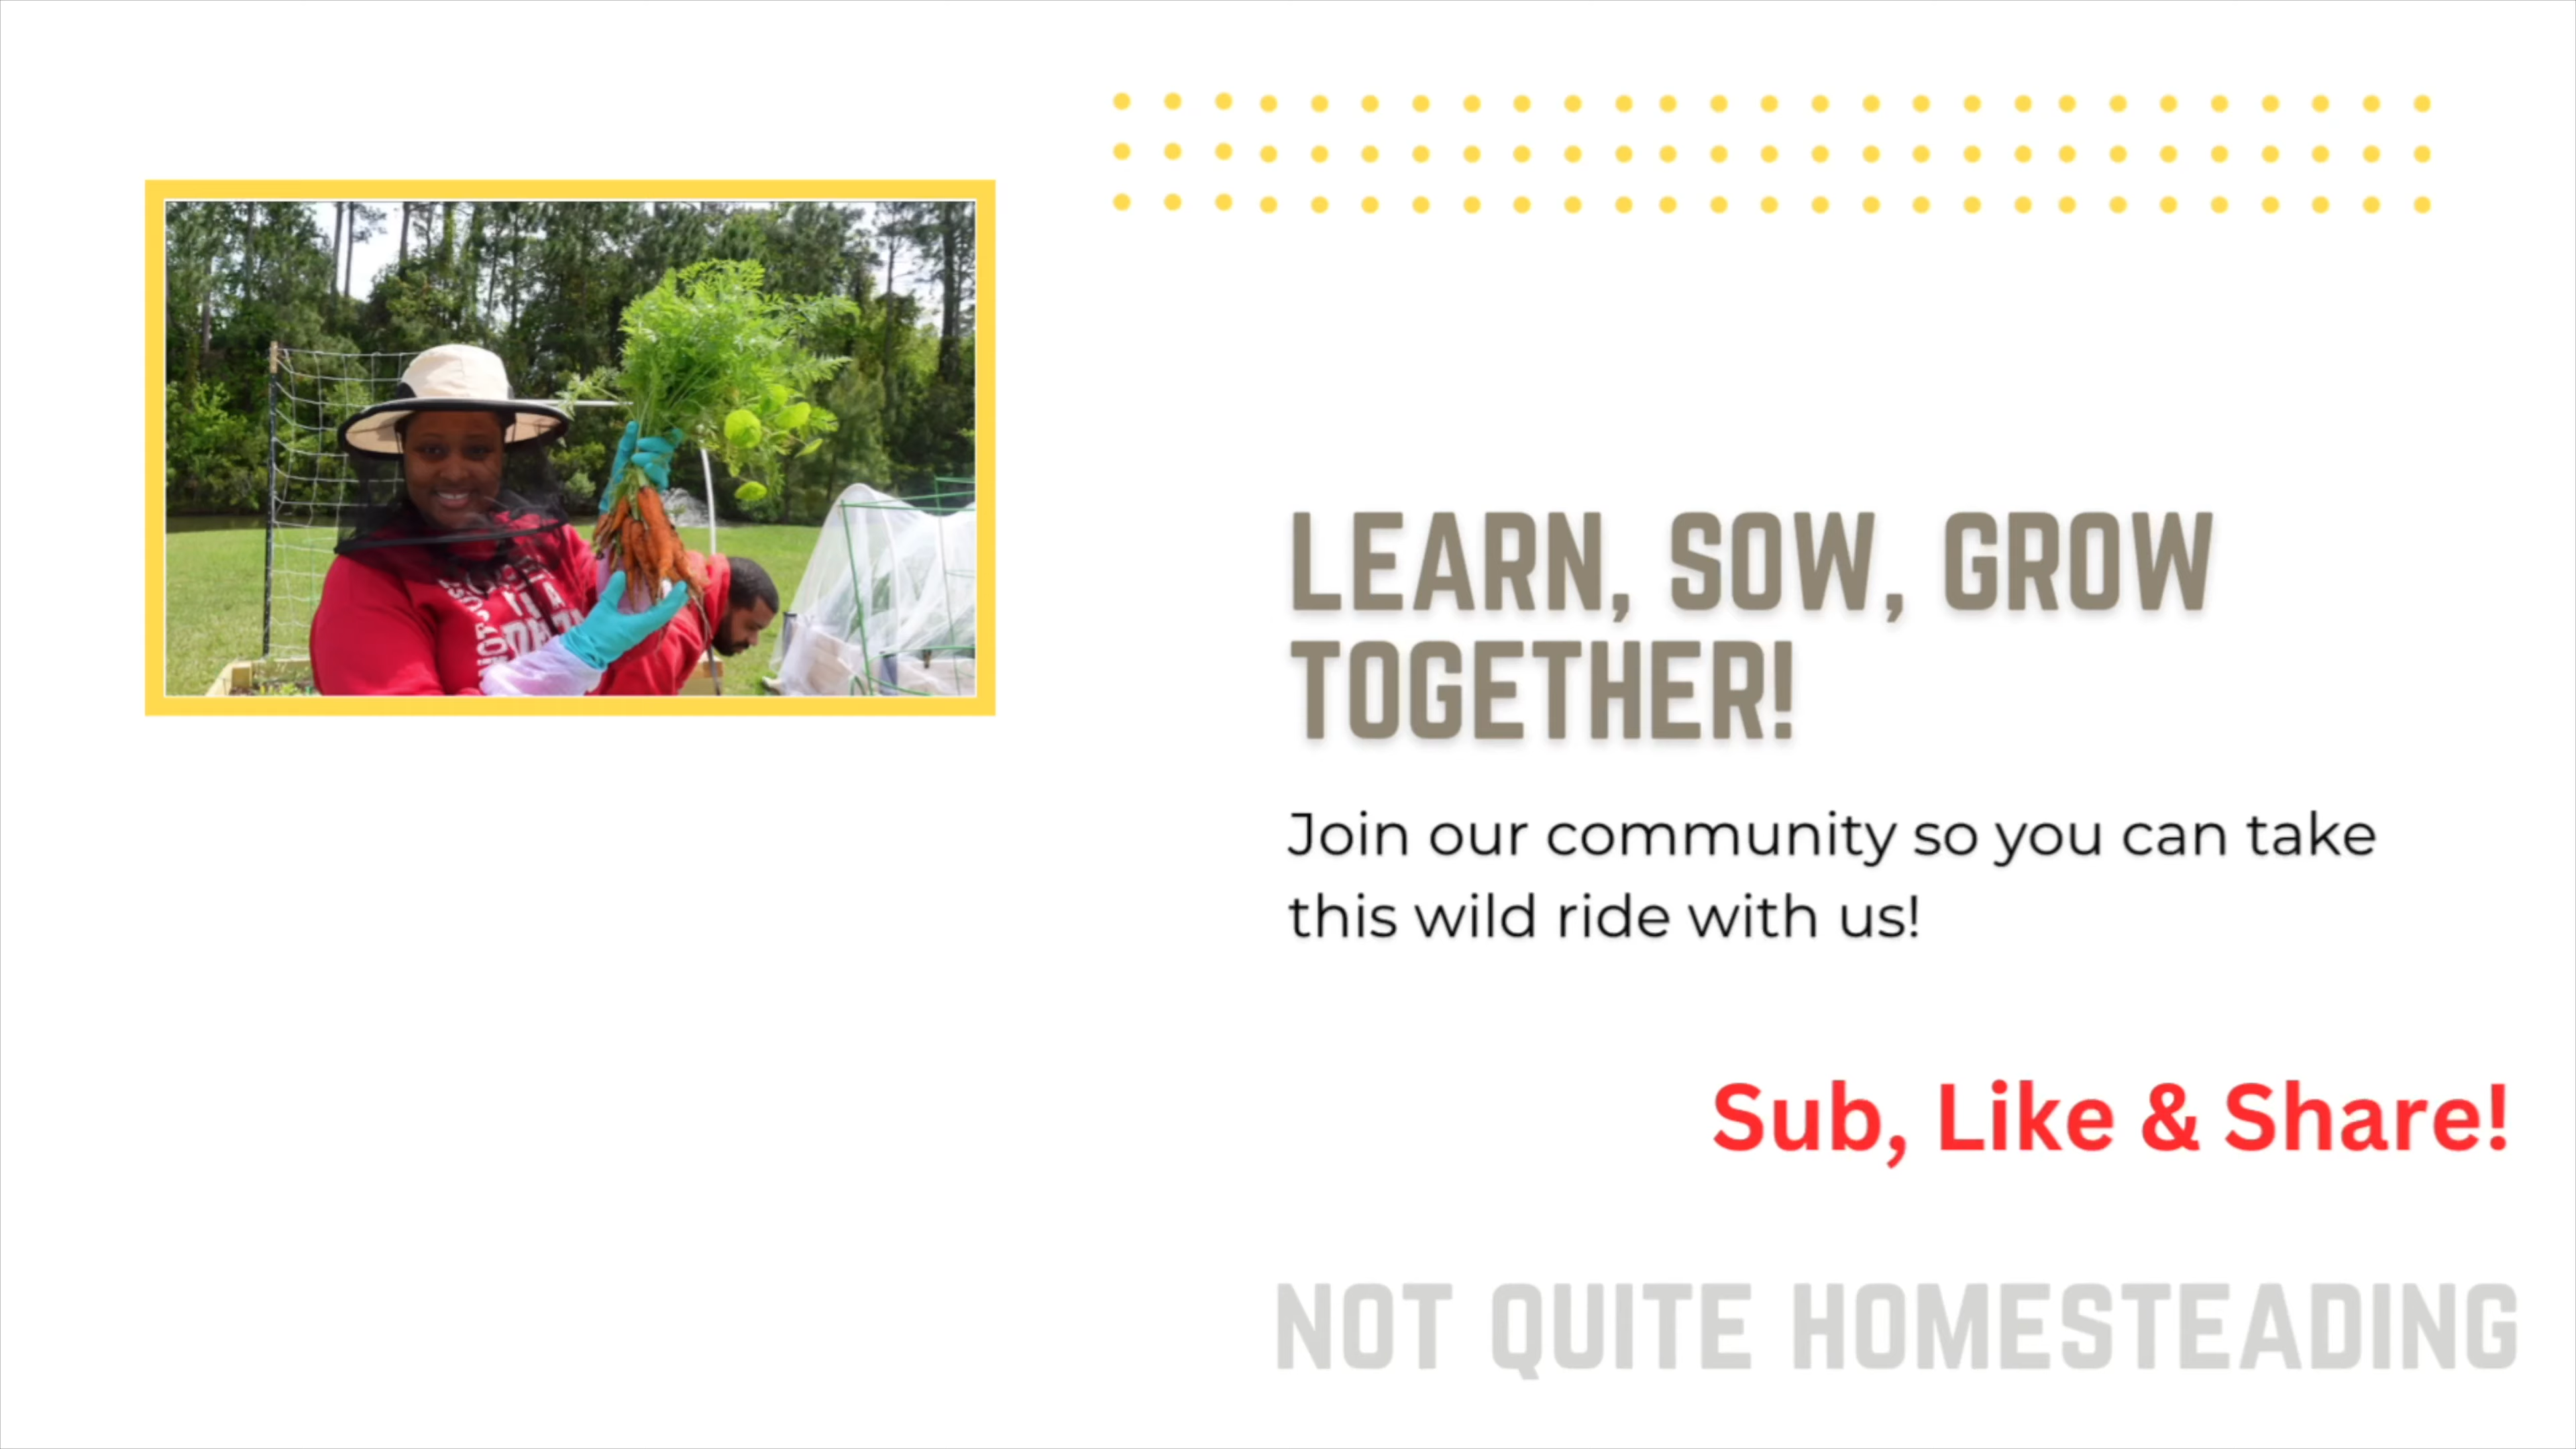 LEARN, SOW, GROW
TOGETHER!
Join our community so you can take
this wild ride with us!
Sub, Like & Share!
NOT QUITE HOMESTEADING